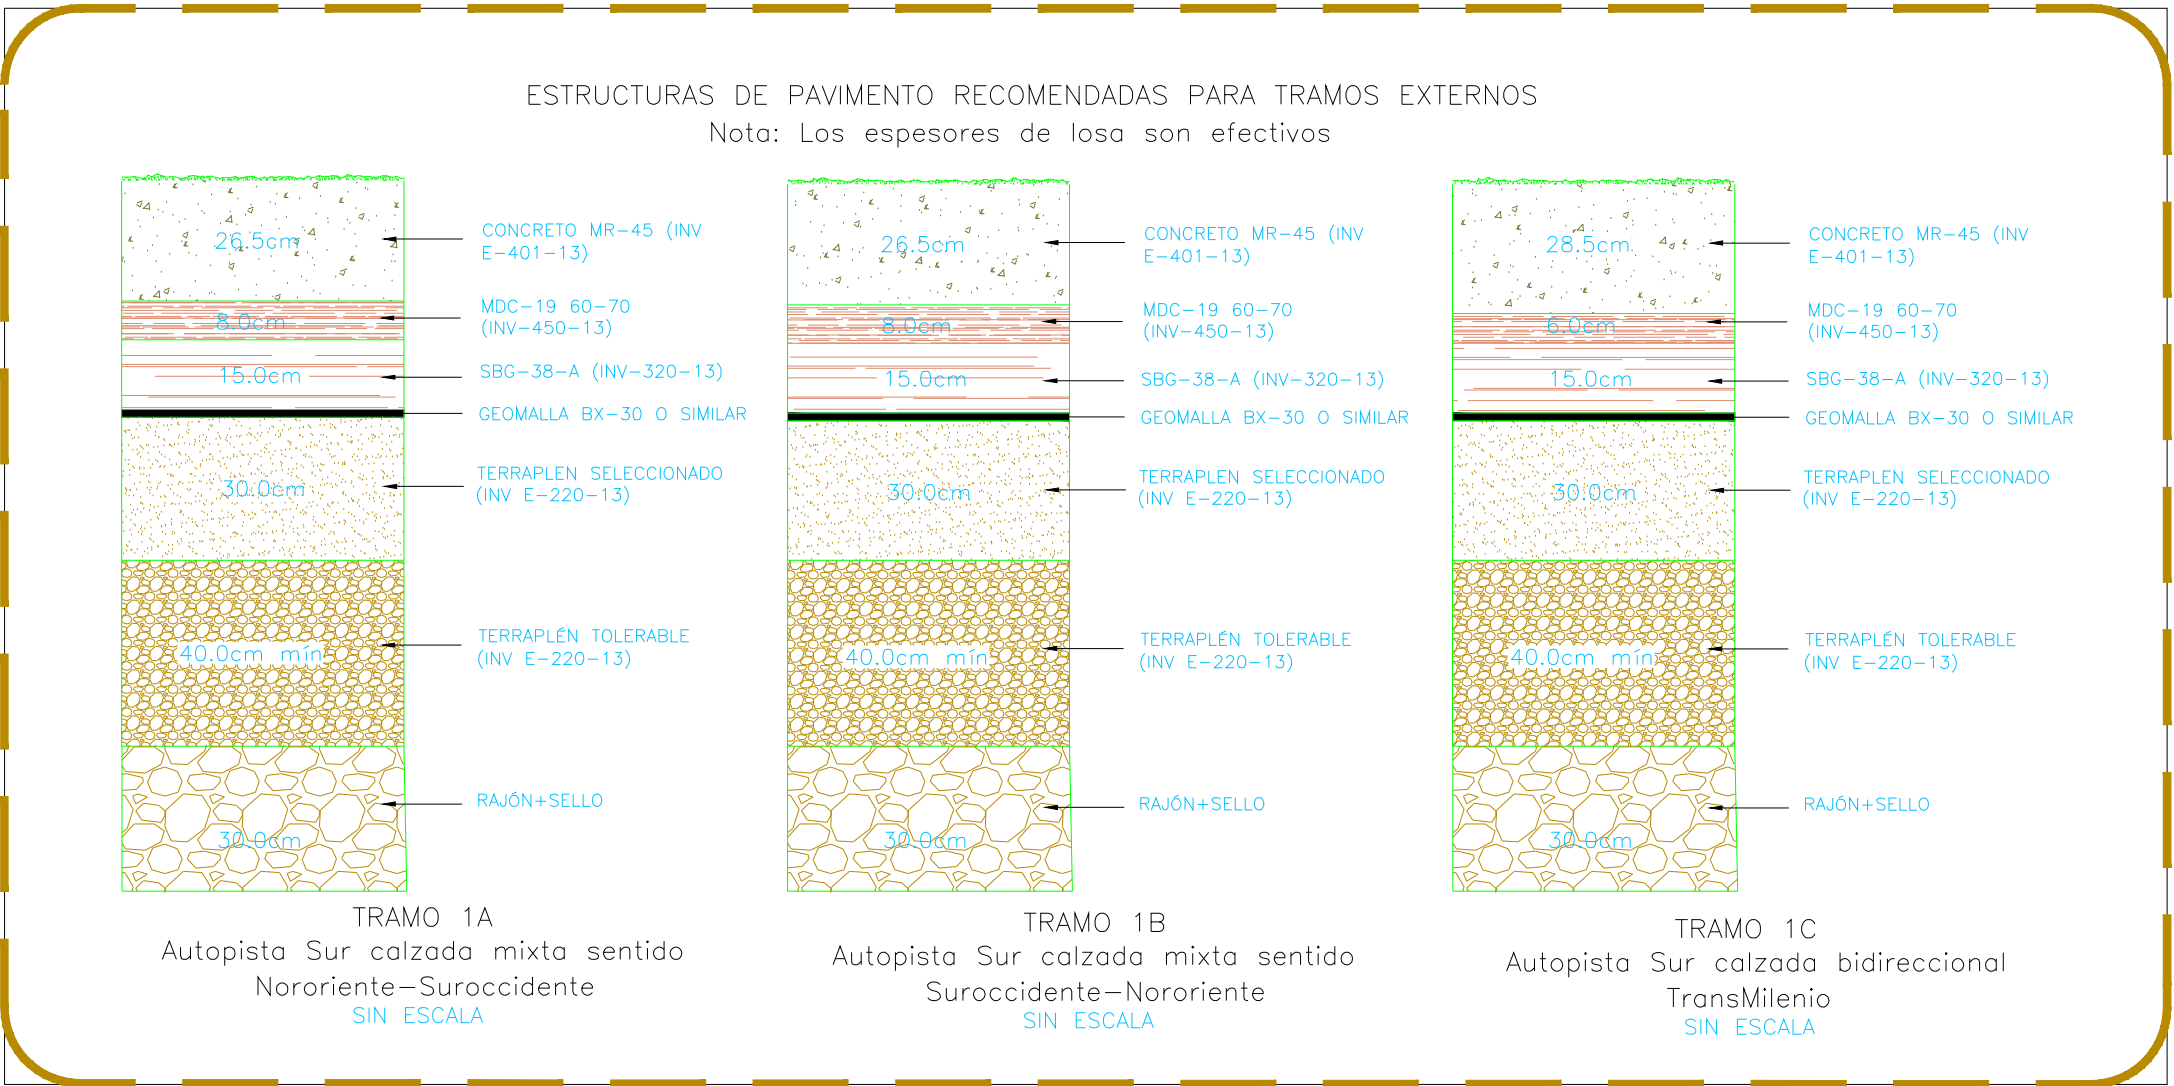 ESTRUCTURAS DE PAVIMENTO RECOMENDADAS PARA TRAMOS EXTERNOS
Nota: Los espesores de losa son efectivos
26.5cm
CONCRETO MR-45 (INV
E-401-13)
8.0cm
MDC-19 60-70
(INV-450-13)
15.0cm
SBG-38-A (INV-320-13)
GEOMALLA BX-30 O SIMILAR
30.0cm
TERRAPLEN SELECCIONADO
(INV E-220-13)
40.0cm mín
TERRAPLÉN TOLERABLE
(INV E-220-13)
RAJÓN+SELLO
30.0cm
TRAMO 1A
Autopista Sur calzada mixta sentido
Nororiente-Suroccidente
SIN ESCALA
26.5cm
CONCRETO MR-45 (INV
E-401-13)
8.0cm
MDC-19 60-70
(INV-450-13)
15.0cm
SBG-38-A (INV-320-13)
GEOMALLA BX-30 O SIMILAR
30.0cm
TERRAPLEN SELECCIONADO
(INV E-220-13)
40.0cm mín
TERRAPLÉN TOLERABLE
(INV E-220-13)
RAJÓN+SELLO
30.0cm
TRAMO 1B
Autopista Sur calzada mixta sentido
Suroccidente-Nororiente
SIN ESCALA
28.5cm
CONCRETO MR-45 (INV
E-401-13)
6.0cm
MDC-19 60-70
(INV-450-13)
15.0cm
SBG-38-A (INV-320-13)
GEOMALLA BX-30 O SIMILAR
30.0cm
TERRAPLEN SELECCIONADO
(INV E-220-13)
40.0cm mín
TERRAPLÉN TOLERABLE
(INV E-220-13)
RAJÓN+SELLO
30.0cm
TRAMO 1C
Autopista Sur calzada bidireccional
TransMilenio
SIN ESCALA